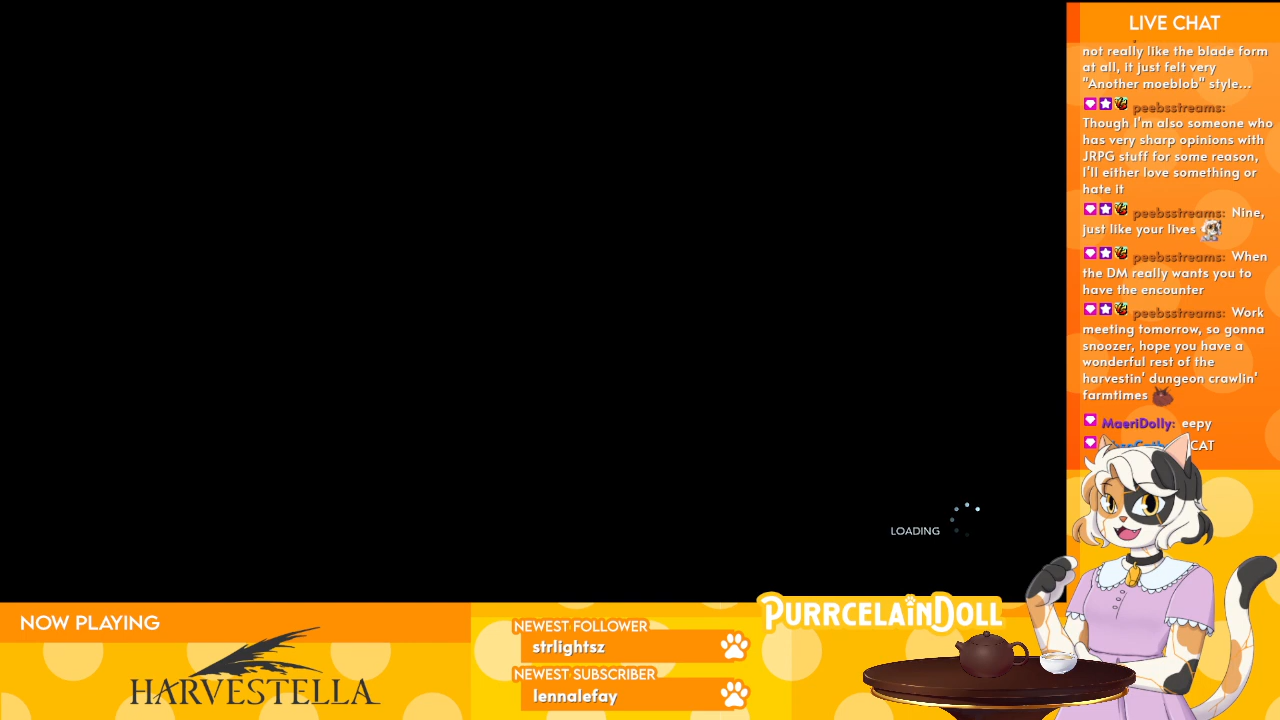 LIVE CHAT
not really like the blade form
at all, it just felt very
"Another moeblob" style...
peebsstreams:
Though I'm also someone who
has very sharp opinions with
JRPG stuff for some reason,
I'll either love something or
hate it
peebsstreams: Nine,
just like your lives
peebsstreams: When
the DM really wants you to
have the encounter
peebsstreams: Work
meeting tomorrow, so gonna
snoozer, hope you have a
wonderful rest of the
harvestin' dungeon crawlin'
farmtimes
MaeriDolly: eepy
CAT
LOADING
NOW PLAYING
HARVESTELLA
NEWEST FOLLOWER
strlightsz
NEWEST SUBSCRIBER
lennalefay
PURRCELAINDOLL